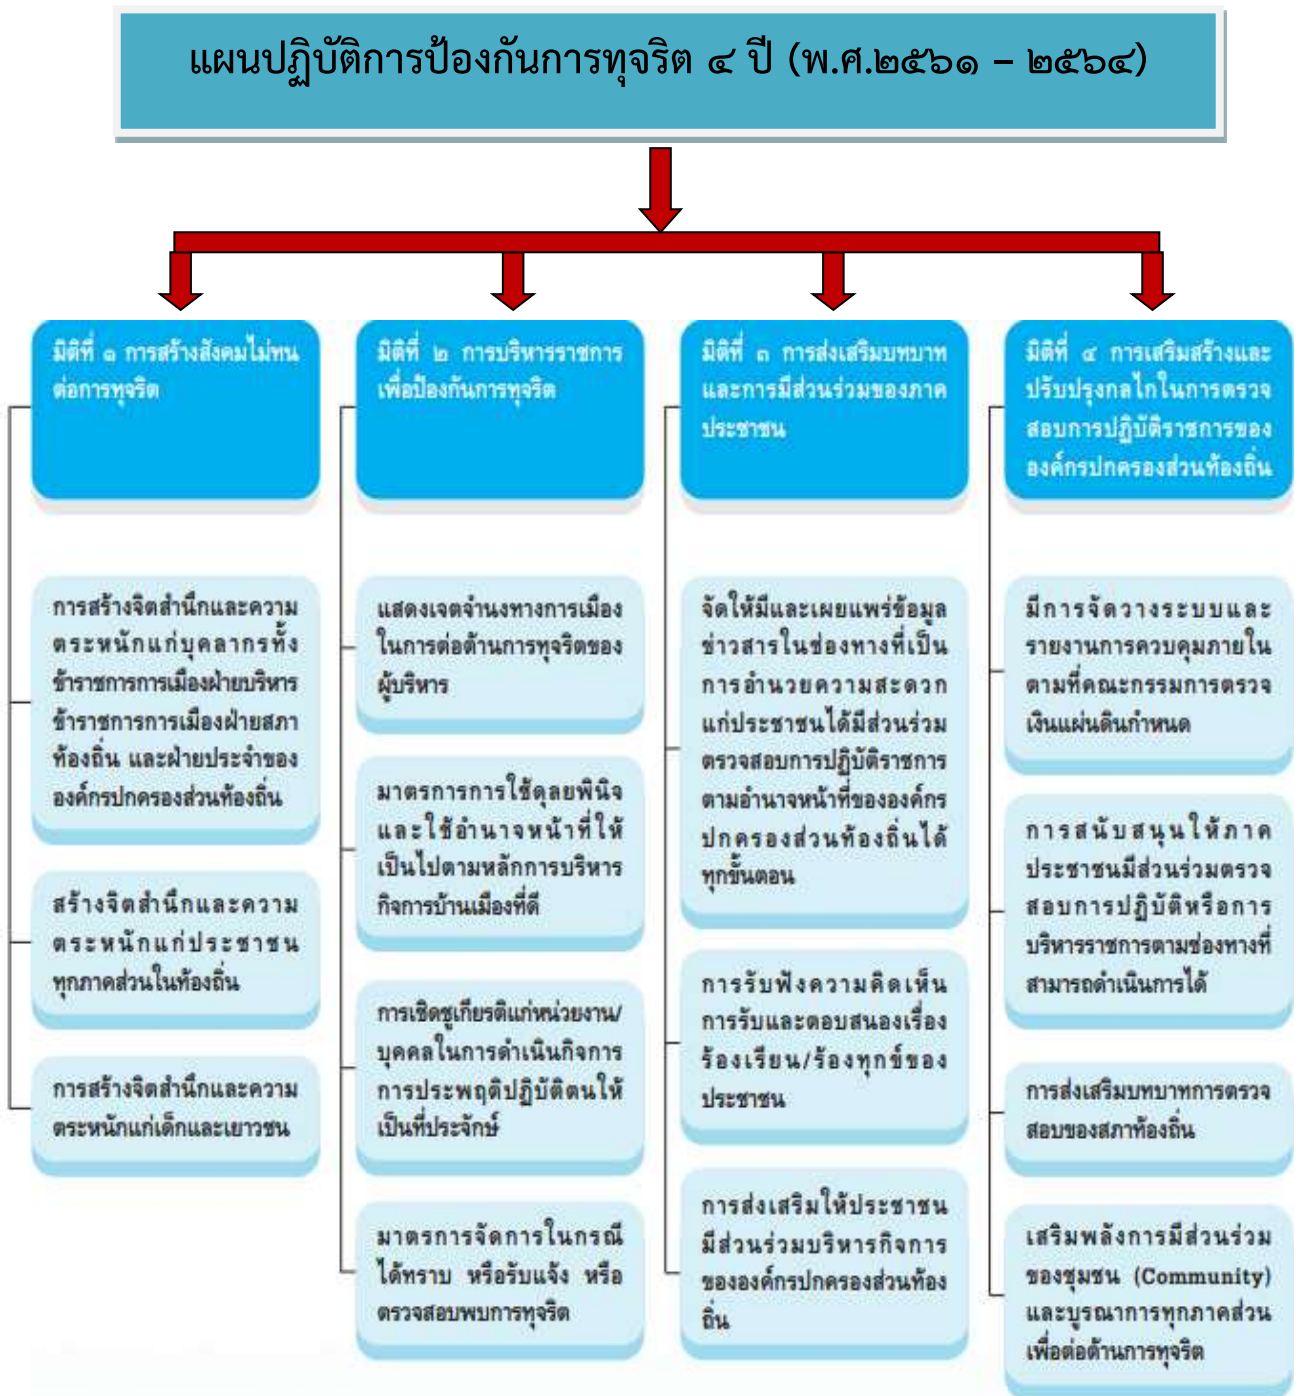 แผนปฏิบัติการป้องกันการทุจริต ๔ ปี (พ.ศ.๒๕๖๑ – ๒๕๖๔)
มิติที่ ๑ การสร้างสังคมไม่ทน
ต่อการทุจริต
การสร้างจิตสำนึกและความ
ตระหนักแก่บุคลากรทั้ง
ข้าราชการการเมืองฝ่ายบริหาร
ข้าราชการการเมืองฝ่ายสภา
ท้องถิ่น และฝ่ายประจำของ
องค์กรปกครองส่วนท้องถิ่น
สร้างจิตสำนึกและความ
ตระหนักแก่ประชาชน
ทุกภาคส่วนในท้องถิ่น
การสร้างจิตสำนึกและความ
ตระหนักแก่เด็กและเยาวชน
มิติที่ ๒ การบริหารราชการ
เพื่อป้องกันการทุจริต
แสดงเจตจำนงทางการเมือง
ในการต่อต้านการทุจริตของ
ผู้บริหาร
มาตรการการใช้ดุลยพินิจ
และใช้อำนาจหน้าที่ให้
เป็นไปตามหลักการบริหาร
กิจการบ้านเมืองที่ดี
การเชิดชูเกียรติแก่หน่วยงาน/
บุคคลในการดำเนินกิจการ
การประพฤติปฏิบัติตนให้
เป็นที่ประจักษ์
มาตรการจัดการในกรณี
ได้ทราบ หรือรับแจ้ง หรือ
ตรวจสอบพบการทุจริต
มิติที่ ๓ การส่งเสริมบทบาท
และการมีส่วนร่วมของภาค
ประชาชน
จัดให้มีและเผยแพร่ข้อมูล
ข่าวสารในช่องทางที่เป็น
การอำนวยความสะดวก
แก่ประชาชนได้มีส่วนร่วม
ตรวจสอบการปฏิบัติราชการ
ตามอำนาจหน้าที่ขององค์กร
ปกครองส่วนท้องถิ่นได้
ทุกขั้นตอน
การรับฟังความคิดเห็น
การรับและตอบสนองเรื่อง
ร้องเรียน/ร้องทุกข์ของ
ประชาชน
การส่งเสริมให้ประชาชน
มีส่วนร่วมบริหารกิจการ
ขององค์กรปกครองส่วนท้อง
ถิ่น
มิติที่ ๔ การเสริมสร้างและ
ปรับปรุงกลไกในการตรวจ
สอบการปฏิบัติราชการของ
องค์กรปกครองส่วนท้องถิ่น
มีการจัดวางระบบและ
รายงานการควบคุมภายใน
ตามที่คณะกรรมการตรวจ
เงินแผ่นดินกำหนด
การสนับสนุนให้ภาค
ประชาชนมีส่วนร่วมตรวจ
สอบการปฏิบัติหรือการ
บริหารราชการตามช่องทางที่
สามารถดำเนินการได้
การส่งเสริมบทบาทการตรวจ
สอบของสภาท้องถิ่น
เสริมพลังการมีส่วนร่วม
ของชุมชน (Community)
และบูรณาการทุกภาคส่วน
เพื่อต่อต้านการทุจริต